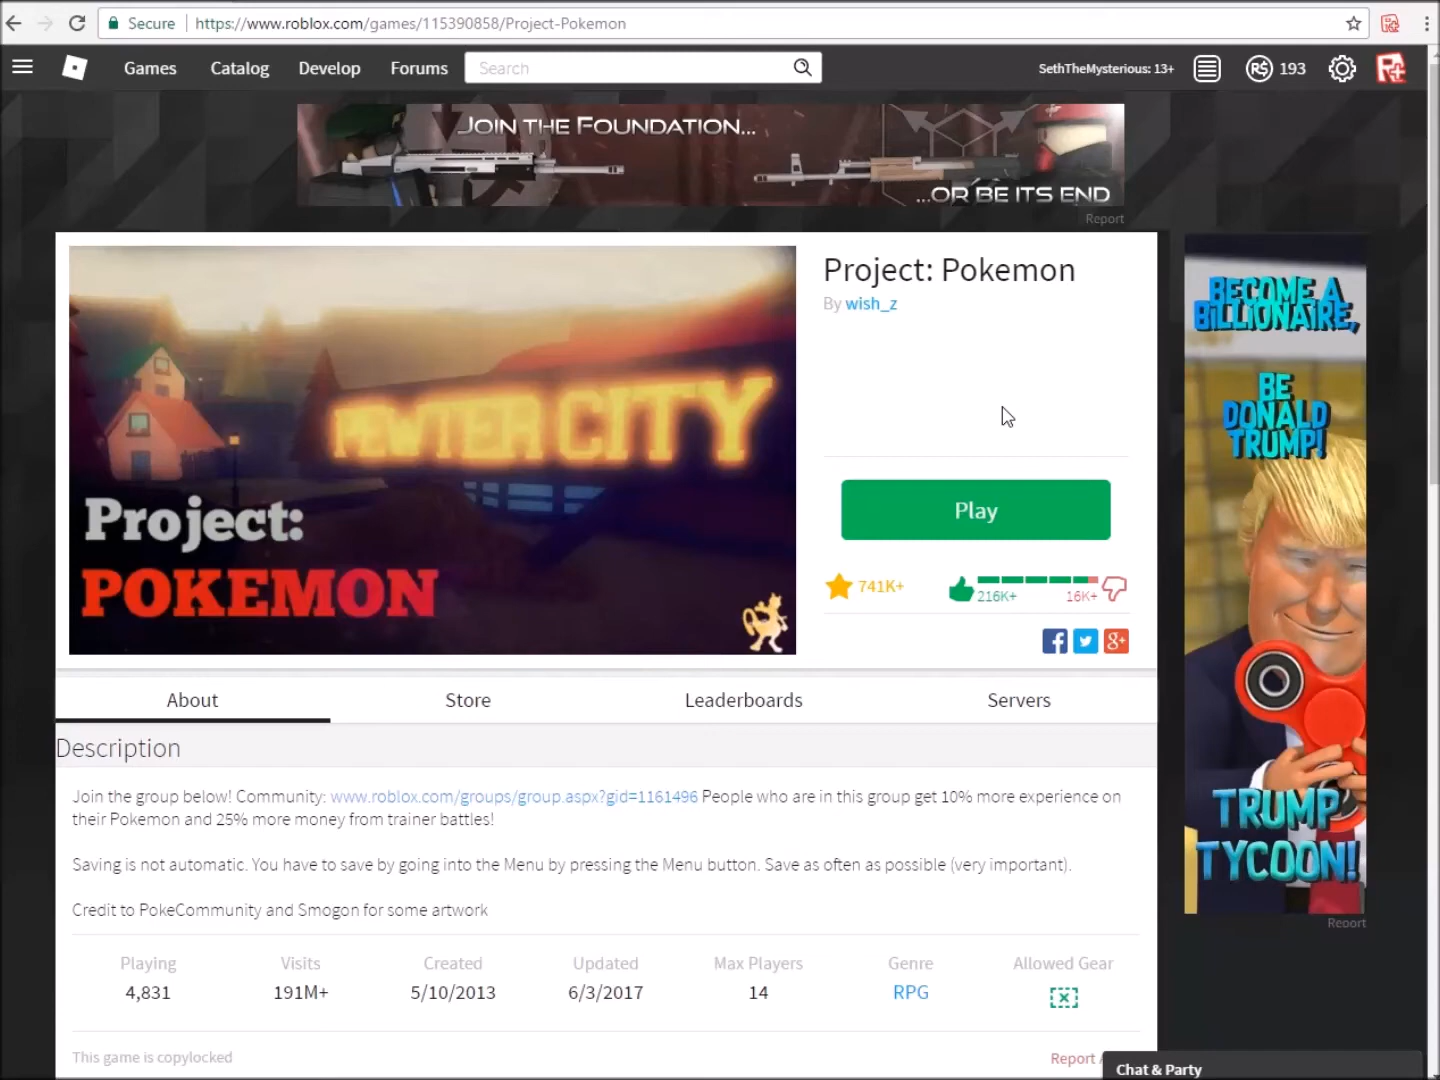 Secure https://www.roblox.com/games/115390858/Project-Pokemon
Games Catalog Develop Forums Search SethTheMysterious: 13+ R$ 193
JOIN THE FOUNDATION...
...OR BE ITS END
Report
Project: Pokemon
By wish_z
PEWTER CITY
Project:
POKEMON
Play
741K+ 216K+ 16K+
BECOME A
BILLIONAIRE,
BE
DONALD
TRUMP!
TRUMP
TYCOON!
Report
About Store Leaderboards Servers
Description
Join the group below! Community: www.roblox.com/groups/group.aspx?gid=1161496 People who are in this group get 10% more experience on
their Pokemon and 25% more money from trainer battles!
Saving is not automatic. You have to save by going into the Menu by pressing the Menu button. Save as often as possible (very important).
Credit to PokeCommunity and Smogon for some artwork
Playing Visits Created Updated Max Players Genre Allowed Gear
4,831 191M+ 5/10/2013 6/3/2017 14 RPG
This game is copylocked Report
Chat & Party